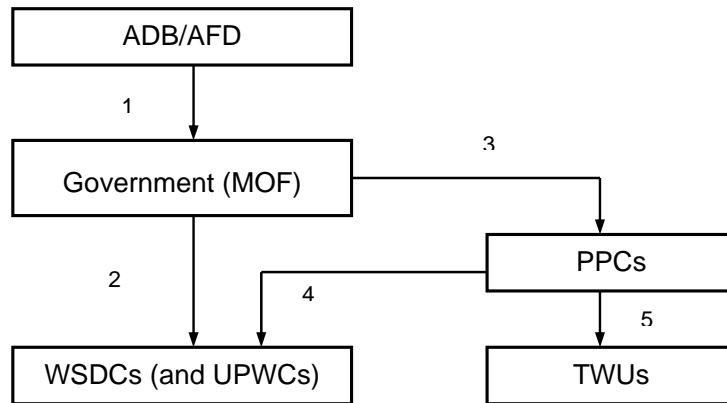 ADB/AFD
1
3
Government (MOF)
PPCs
2
4
5
WSDCs (and UPWCs)
TWUs